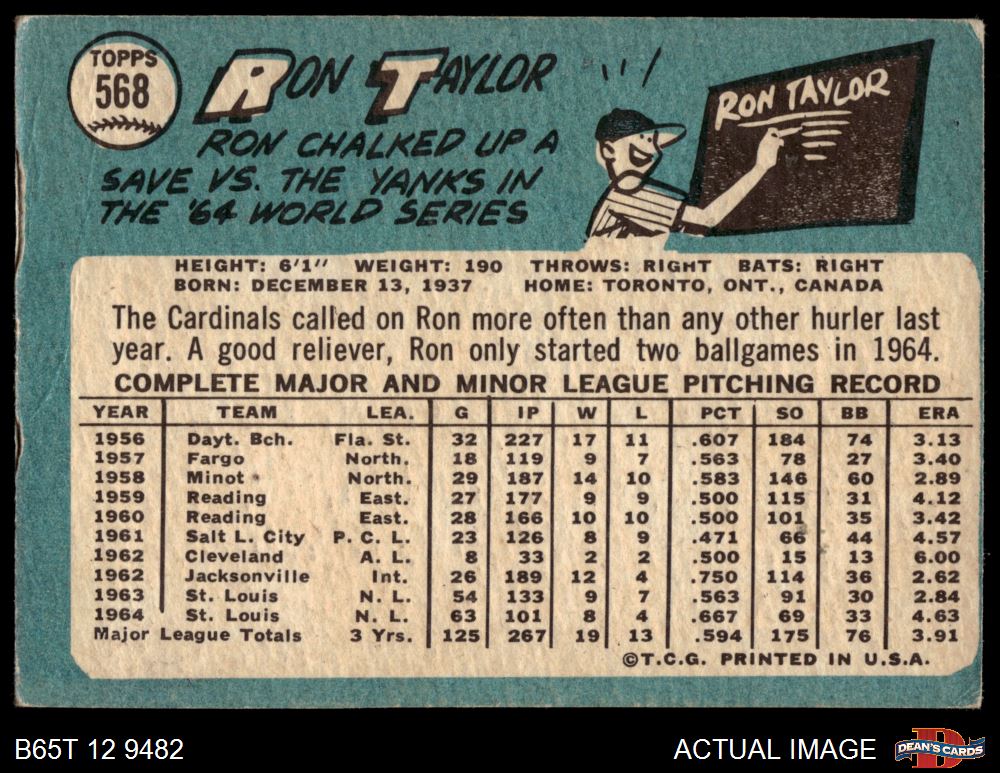 TOPPS
568
RON TAYLOR
RON CHALKED UP A
SAVE VS. THE YANKS IN
THE '64 WORLD SERIES
RON TAYLOR
HEIGHT: 6'1" WEIGHT: 190 THROWS: RIGHT BATS: RIGHT
BORN: DECEMBER 13, 1937 HOME: TORONTO, ONT., CANADA
The Cardinals called on Ron more often than any other hurler last
year. A good reliever, Ron only started two ballgames in 1964.
COMPLETE MAJOR AND MINOR LEAGUE PITCHING RECORD
YEAR TEAM LEA. G IP W L PCT SO BB ERA
1956 Dayt. Bch. Fla. St. 32 227 17 11 .607 184 74 3.13
1957 Fargo North. 18 119 9 7 .563 78 27 3.40
1958 Minot North. 29 187 14 10 .583 146 60 2.89
1959 Reading East. 27 177 9 9 .500 115 31 4.12
1960 Reading East. 28 166 10 10 .500 101 35 3.42
1961 Salt L. City P. C. L. 23 126 8 9 .471 66 44 4.57
1962 Cleveland A. L. 8 33 2 2 .500 15 13 6.00
1962 Jacksonville Int. 26 189 12 4 .750 114 36 2.62
1963 St. Louis N. L. 54 133 9 7 .563 91 30 2.84
1964 St. Louis N. L. 63 101 8 4 .667 69 33 4.63
Major League Totals 3 Yrs. 125 267 19 13 .594 175 76 3.91
©T.C.G. PRINTED IN U.S.A.
B65T 12 9482 ACTUAL IMAGE DEAN'S CARDS